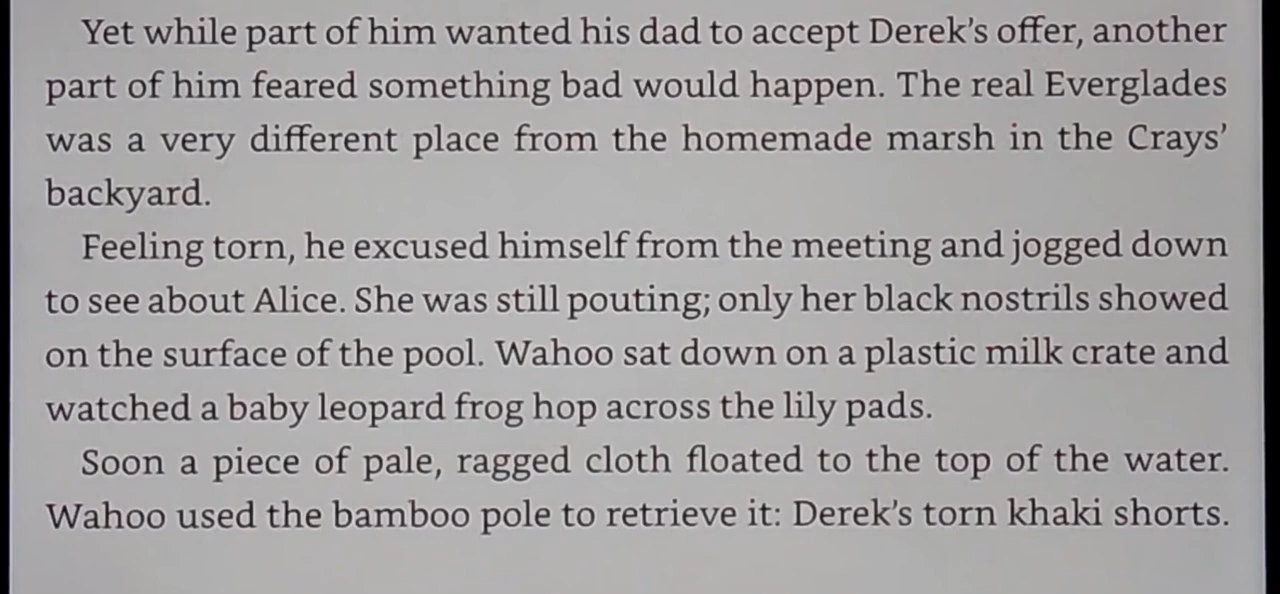 Yet while part of him wanted his dad to accept Derek’s offer, another
part of him feared something bad would happen. The real Everglades
was a very different place from the homemade marsh in the Crays’
backyard.
Feeling torn, he excused himself from the meeting and jogged down
to see about Alice. She was still pouting; only her black nostrils showed
on the surface of the pool. Wahoo sat down on a plastic milk crate and
watched a baby leopard frog hop across the lily pads.
Soon a piece of pale, ragged cloth floated to the top of the water.
Wahoo used the bamboo pole to retrieve it: Derek’s torn khaki shorts.